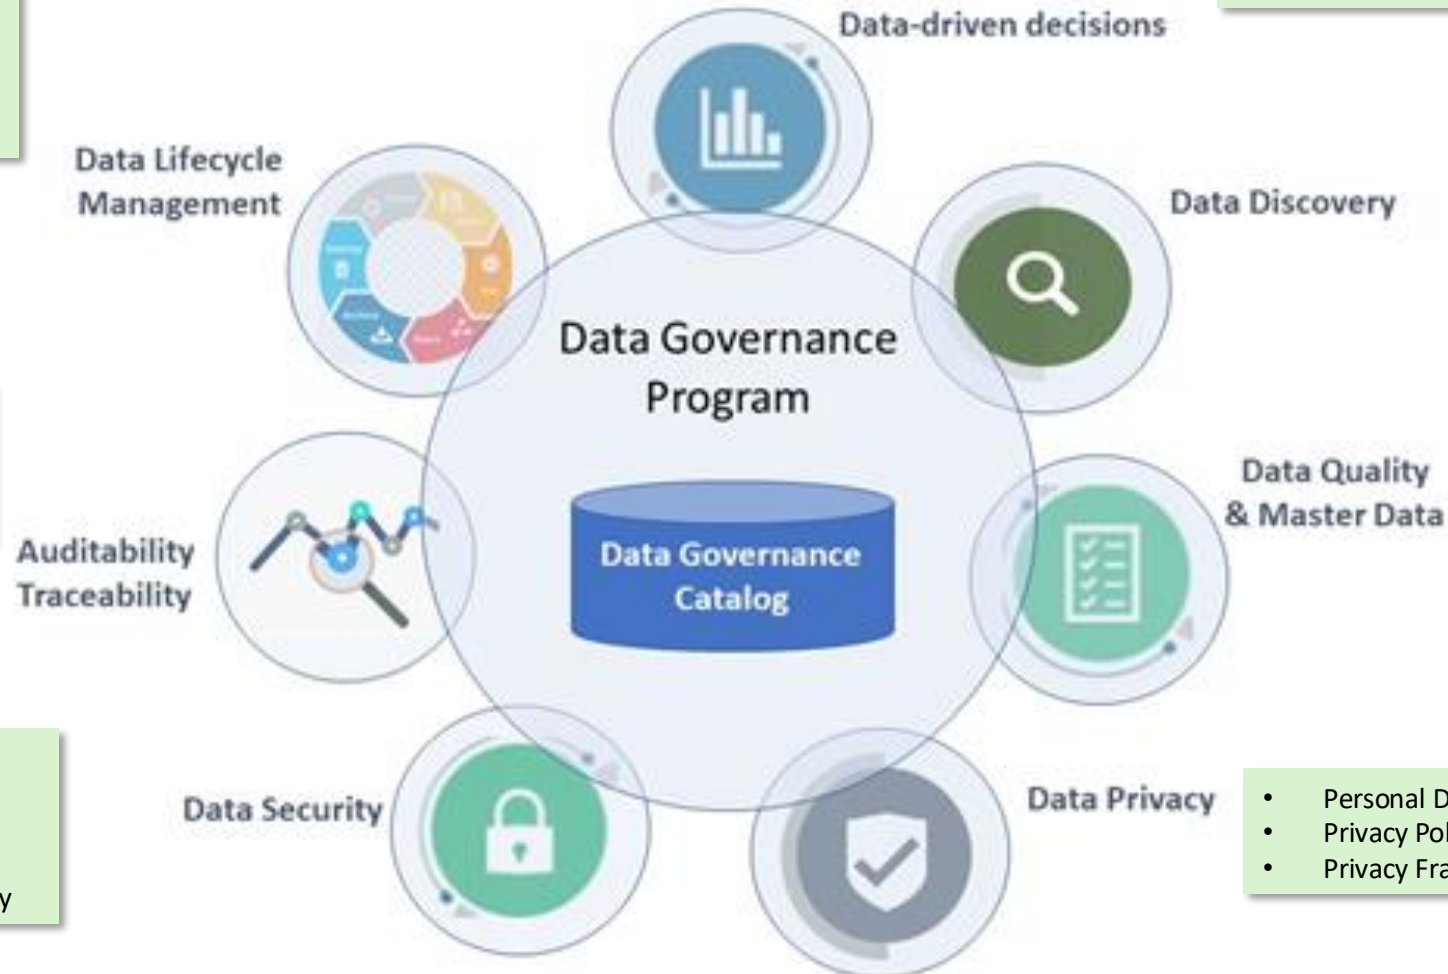 Data-driven decisions
Data Lifecycle
Management
Data Discovery
Data Governance
Program
Data Quality
& Master Data
Data Governance
Catalog
Auditability
Traceability
Data Security
Data Privacy
• Personal D
• Privacy Pol
• Privacy Fra
y